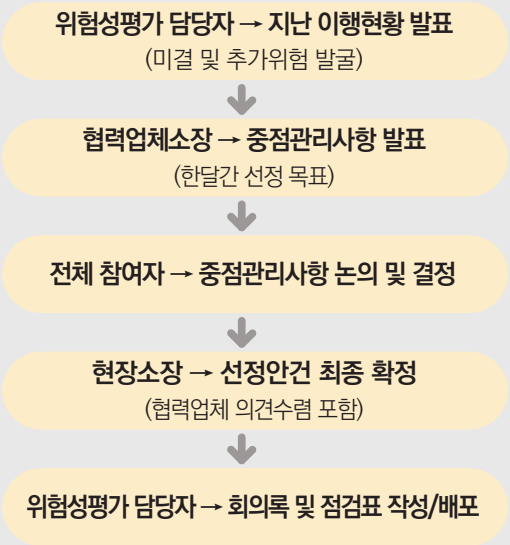 위험성평가 담당자 → 지난 이행현황 발표
(미결 및 추가위험 발굴)
협력업체소장 → 중점관리사항 발표
(한달간 선정 목표)
전체 참여자 → 중점관리사항 논의 및 결정
현장소장 → 선정안건 최종 확정
(협력업체 의견수렴 포함)
위험성평가 담당자 → 회의록 및 점검표 작성/배포